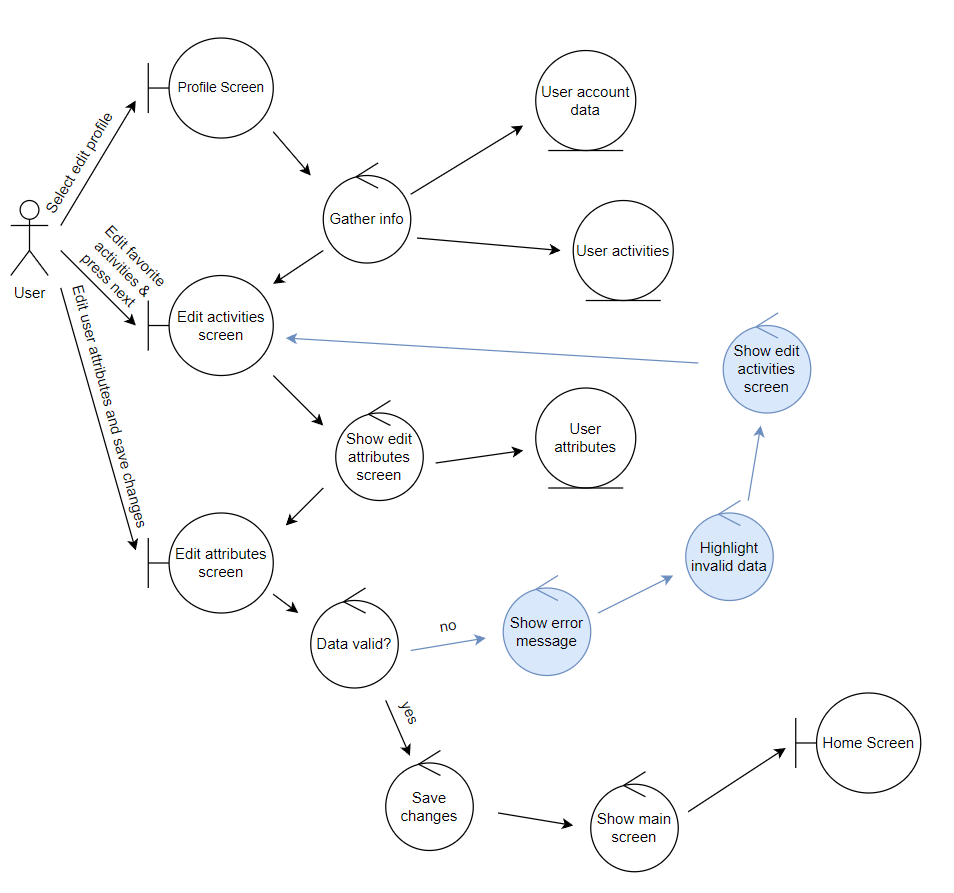 Profile Screen
User account
data
Select edit profile
Gather info
User activities
User
Edit favorite
activities &
press next
Edit activities
screen
Show edit
activities
screen
Edit user attributes and save changes
Show edit
attributes
screen
User
attributes
Edit attributes
screen
Highlight
invalid data
Data valid?
no
Show error
message
yes
Save
changes
Show main
screen
Home Screen